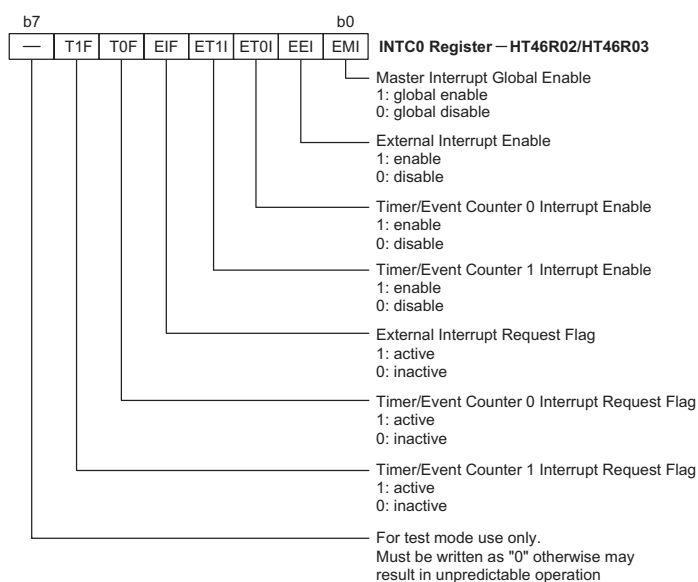 b7 b0
— T1F T0F EIF ET1I ET0I EEI EMI INTC0 Register — HT46R02/HT46R03
Master Interrupt Global Enable
1: global enable
0: global disable
External Interrupt Enable
1: enable
0: disable
Timer/Event Counter 0 Interrupt Enable
1: enable
0: disable
Timer/Event Counter 1 Interrupt Enable
1: enable
0: disable
External Interrupt Request Flag
1: active
0: inactive
Timer/Event Counter 0 Interrupt Request Flag
1: active
0: inactive
Timer/Event Counter 1 Interrupt Request Flag
1: active
0: inactive
For test mode use only.
Must be written as "0" otherwise may
result in unpredictable operation